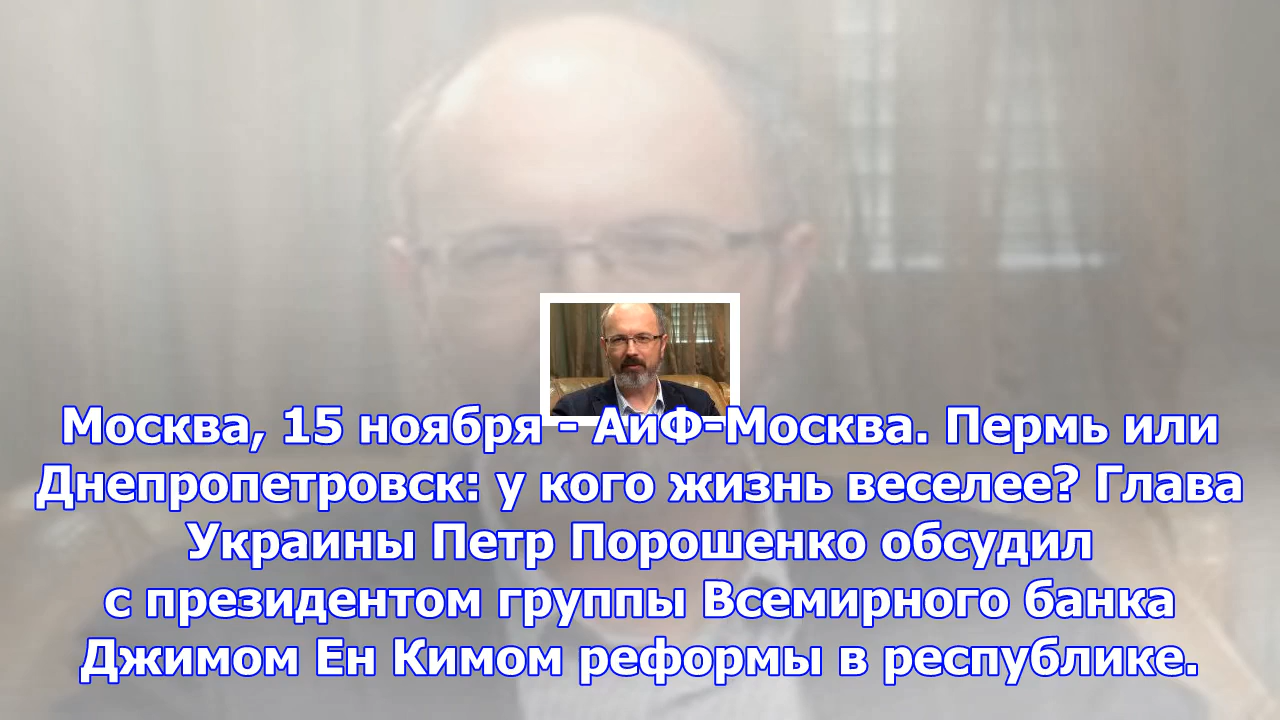 Москва, 15 ноября - АиФ-Москва. Пермь или
Днепропетровск: у кого жизнь веселее? Глава
Украины Петр Порошенко обсудил
с президентом группы Всемирного банка
Джимом Ен Кимом реформы в республике.